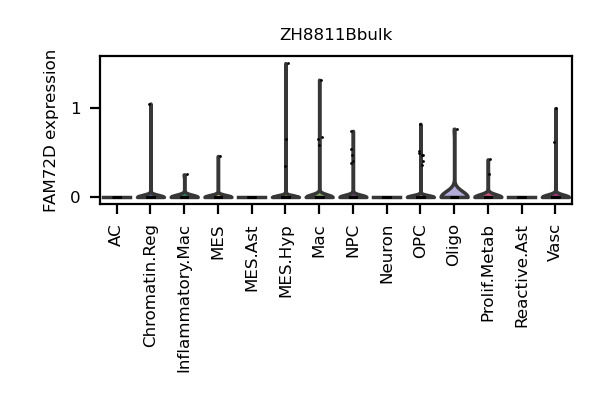 ZH8811Bbulk
FAM72D expression
1
0
AC
Chromatin.Reg
Inflammatory.Mac
MES
MES.Ast
MES.Hyp
Mac
NPC
Neuron
OPC
Oligo
Prolif.Metab
Reactive.Ast
Vasc